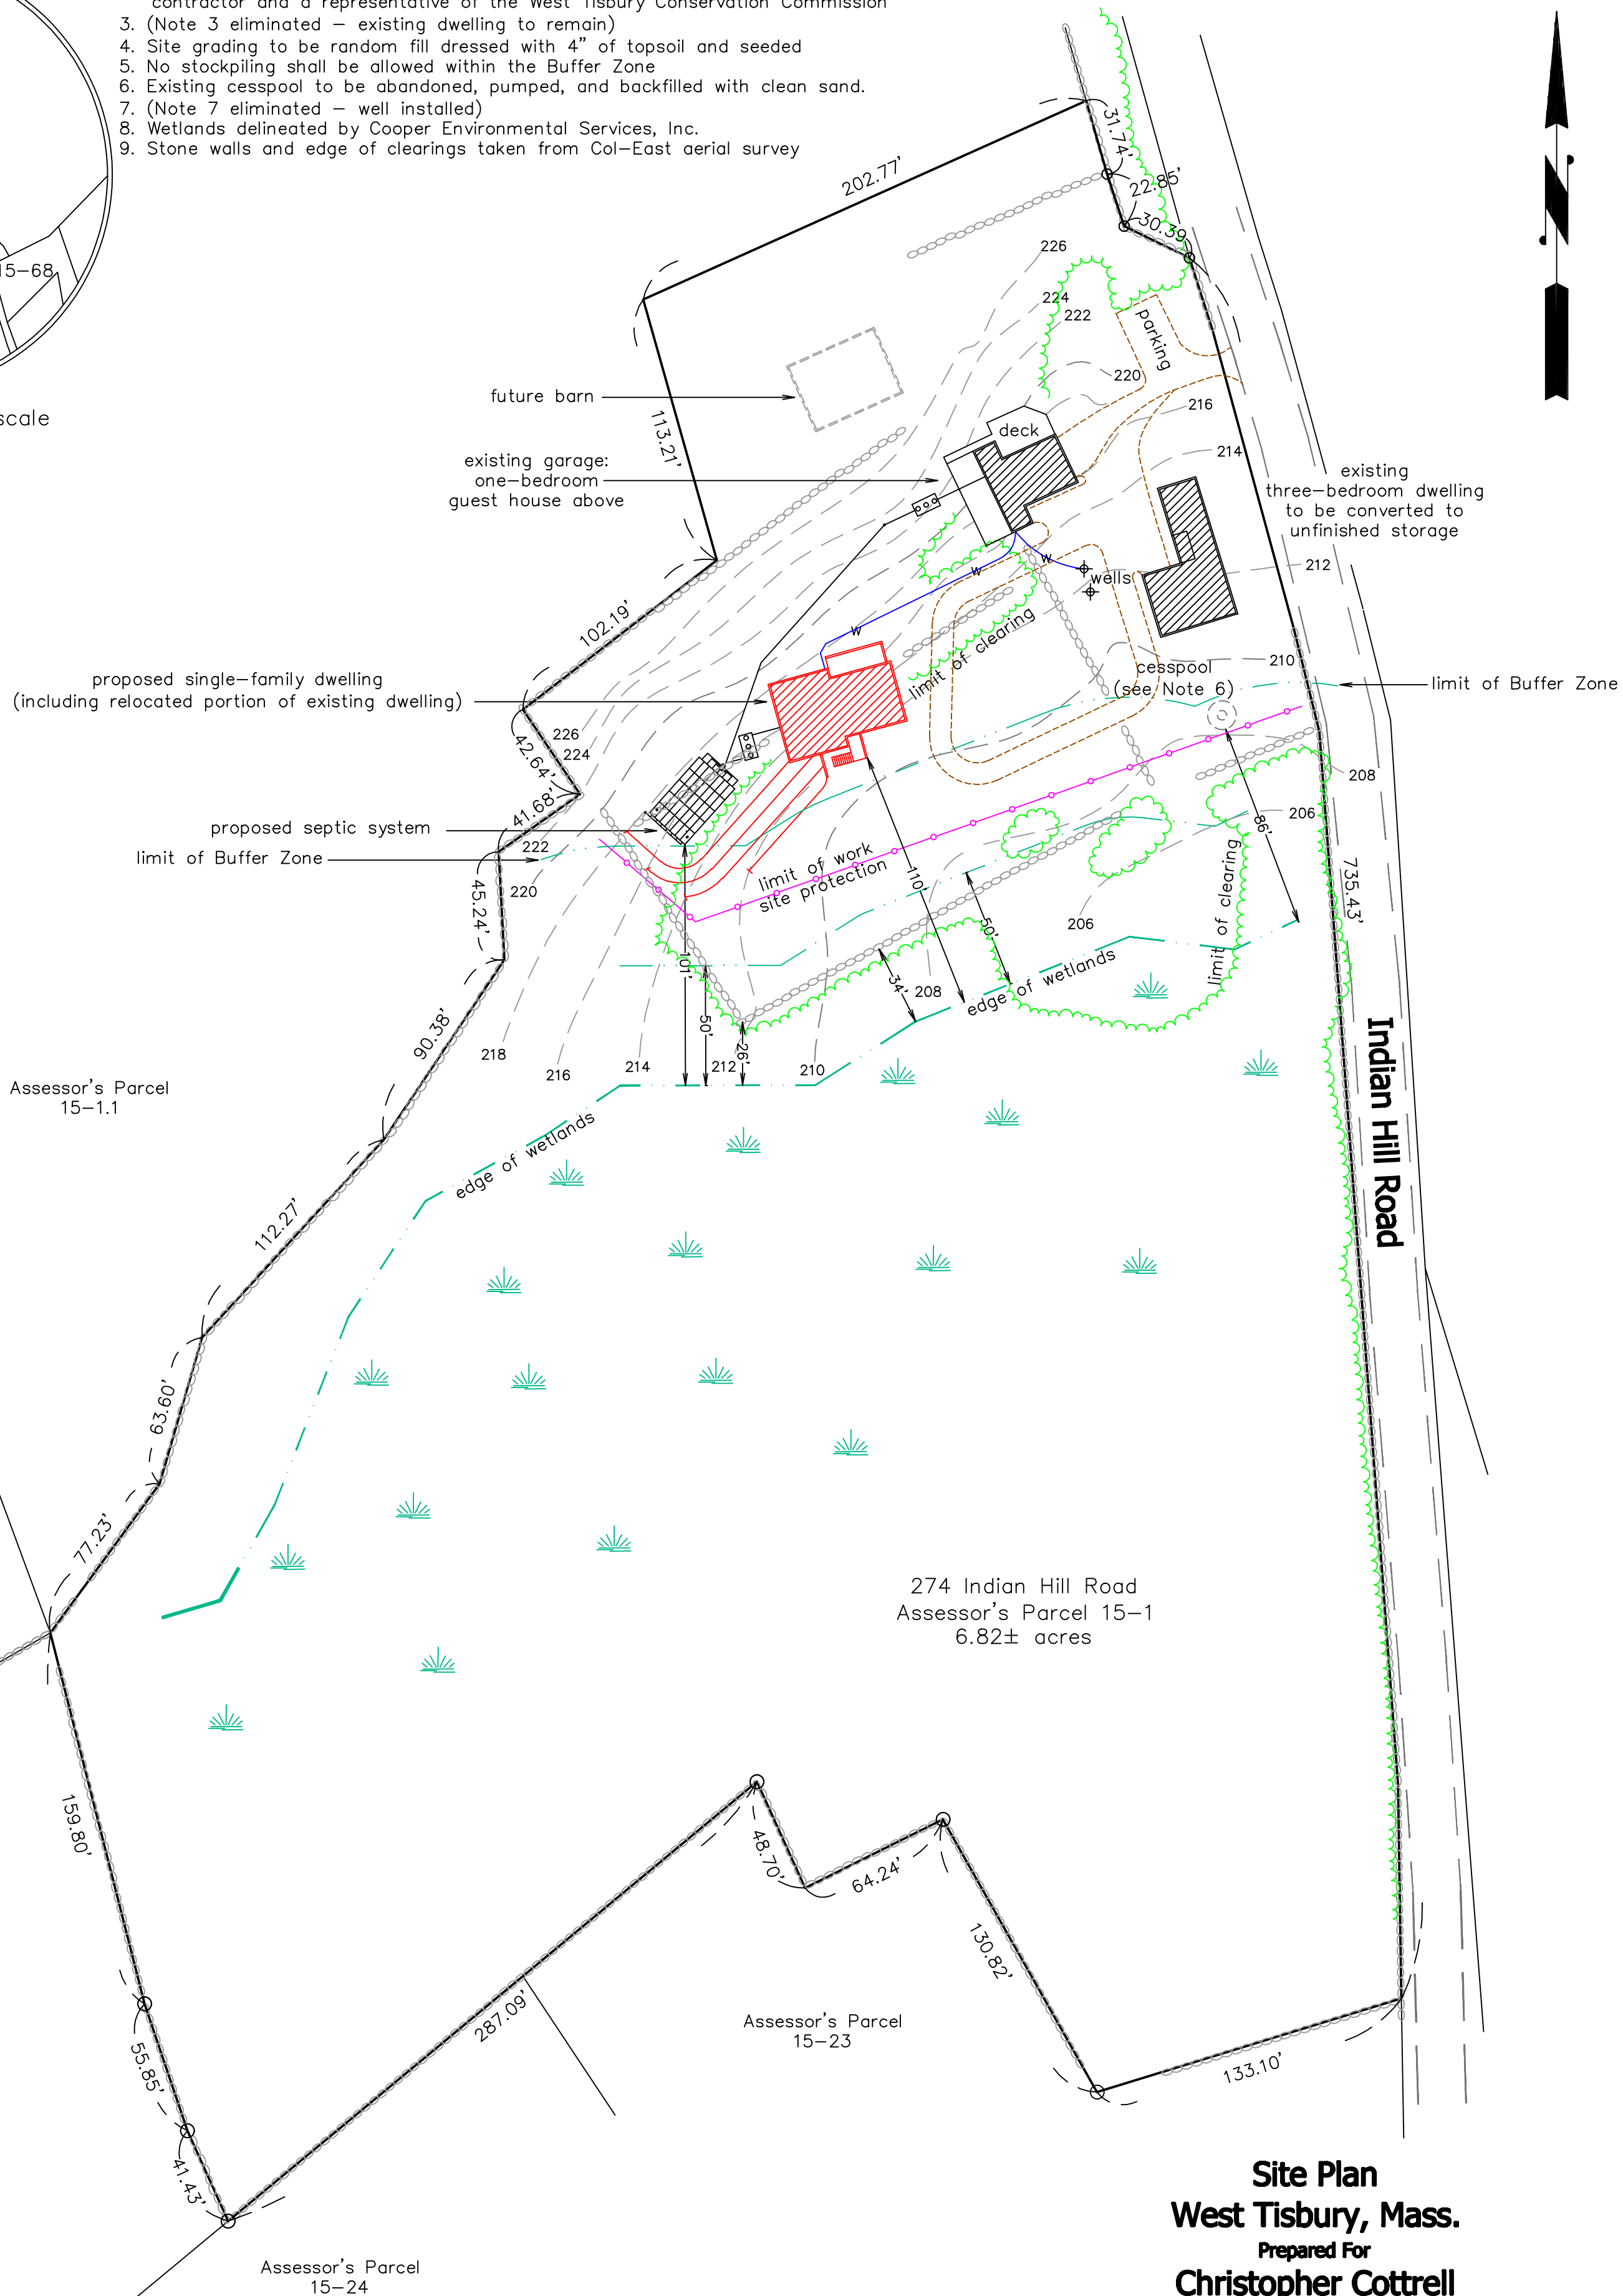 contractor and a representative of the West Tisbury Conservation Commission
3. (Note 3 eliminated – existing dwelling to remain)
4. Site grading to be random fill dressed with 4” of topsoil and seeded
5. No stockpiling shall be allowed within the Buffer Zone
6. Existing cesspool to be abandoned, pumped, and backfilled with clean sand.
7. (Note 7 eliminated – well installed)
8. Wetlands delineated by Cooper Environmental Services, Inc.
9. Stone walls and edge of clearings taken from Col–East aerial survey
15–68
scale
N
31.74’
202.77’
22.85’
30.39’
226
224
222
parking
220
future barn
216
113.21’
deck
214
existing garage:
one–bedroom
guest house above
existing
three–bedroom dwelling
to be converted to
unfinished storage
W
W
212
wells
102.19’
W
limit of clearing
210
cesspool
(see Note 6)
proposed single–family dwelling
(including relocated portion of existing dwelling)
limit of Buffer Zone
226
224
42.64’
208
41.68’
206
86’
proposed septic system
222
limit of Buffer Zone
limit of work
site protection
110’
735.43’
220
45.24’
limit of clearing
206
50’
101’
34’
208
edge of wetlands
50’
26’
90.38’
218
216
214
212
210
Indian Hill Road
Assessor’s Parcel
15–1.1
edge of wetlands
112.27’
63.60’
77.23’
274 Indian Hill Road
Assessor’s Parcel 15–1
6.82± acres
159.80’
48.70’
64.24’
130.82’
287.09’
Assessor’s Parcel
15–23
55.85’
133.10’
41.43’
Site Plan
West Tisbury, Mass.
Prepared For
Christopher Cottrell
Assessor’s Parcel
15–24